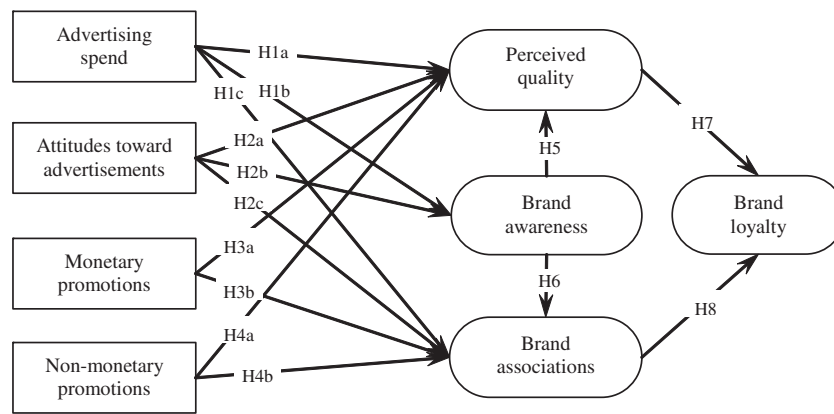 Advertising
spend
Attitudes toward
advertisements
Monetary
promotions
Non-monetary
promotions
H1a
H1b
H1c
H2a
H2b
H2c
H3a
H3b
H4a
H4b
Perceived
quality
H5
Brand
awareness
H6
Brand
associations
H7
H8
Brand
loyalty